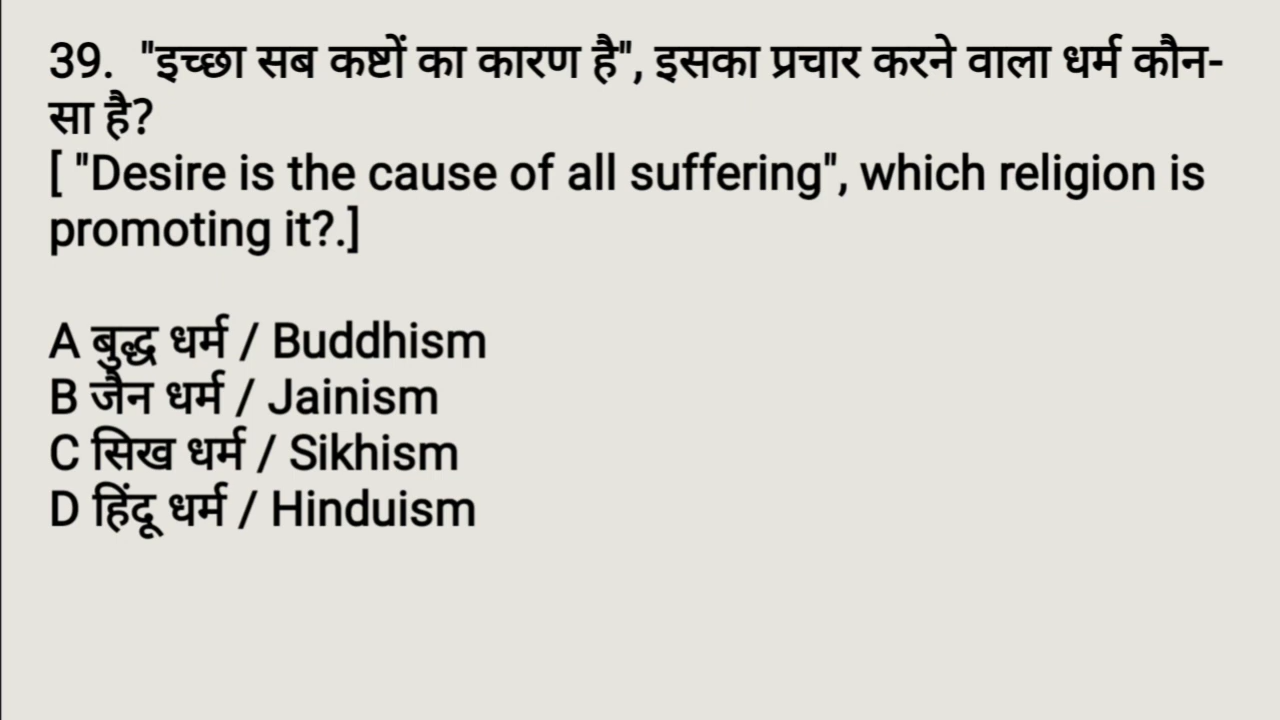 39. "इच्छा सब कष्टों का कारण है", इसका प्रचार करने वाला धर्म कौन-
सा है?
[ "Desire is the cause of all suffering", which religion is
promoting it?.]
A बुद्ध धर्म / Buddhism
B जैन धर्म / Jainism
C सिख धर्म / Sikhism
D हिंदू धर्म / Hinduism